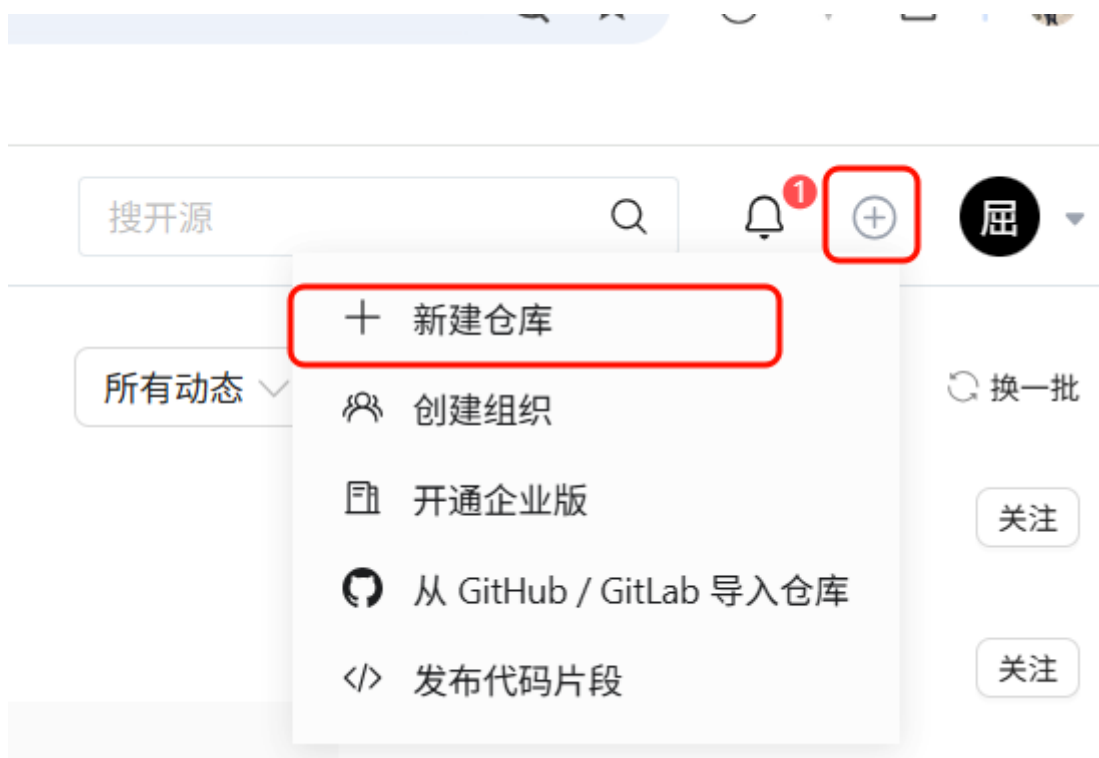 搜开源
1
屈
新建仓库
所有动态
换一批
创建组织
开通企业版
关注
从 GitHub / GitLab 导入仓库
发布代码片段
关注